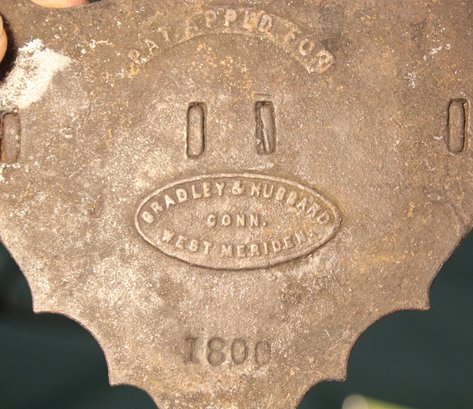 PAT. APPLD FOR
BRADLEY & HUBBARD
CONN.
WEST MERIDEN.
1800